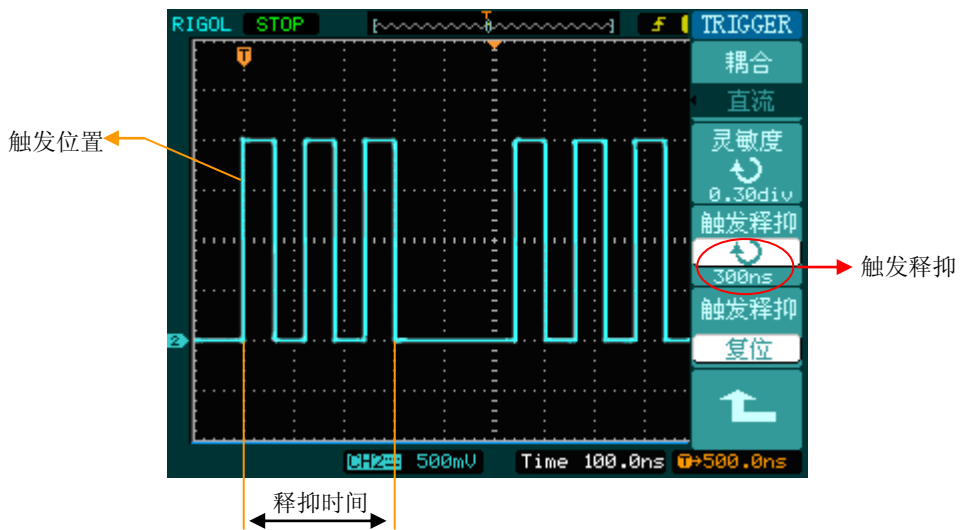 RIGOL STOP T TRIGGER
T
耦合
直流
灵敏度
0.30div
触发释抑
300ns
触发释抑
复位
触发位置
触发释抑
2
CH2 500mV Time 100.0ns T→500.0ns
释抑时间